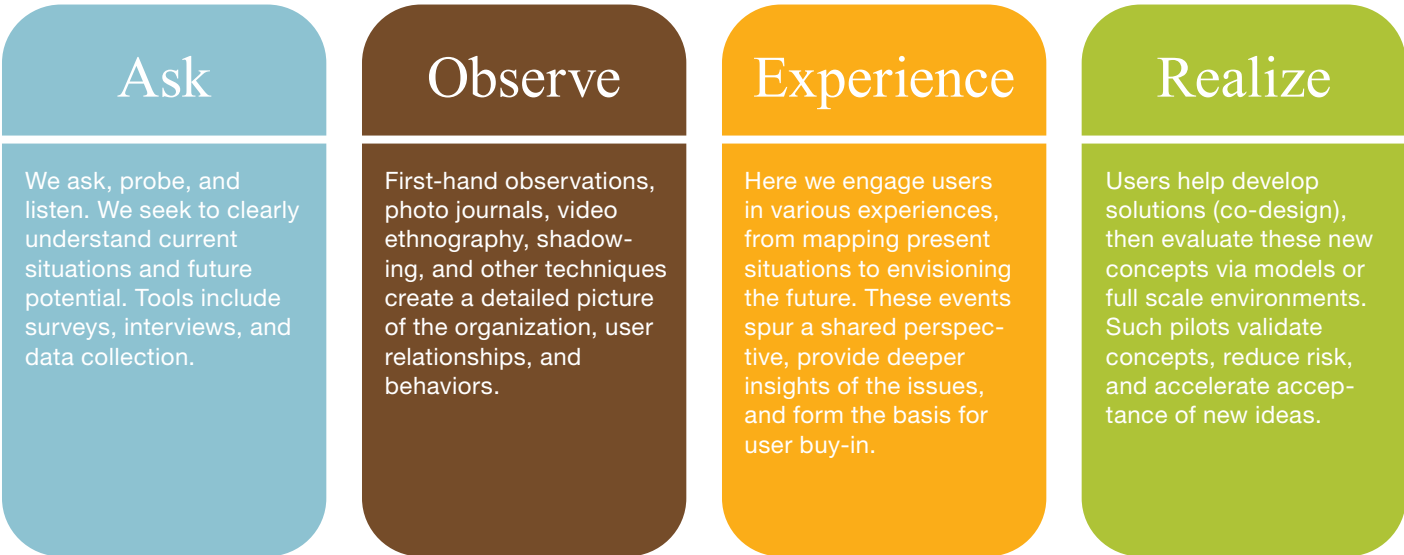 Ask
We ask, probe, and
listen. We seek to clearly
understand current
situations and future
potential. Tools include
surveys, interviews, and
data collection.
Observe
First-hand observations,
photo journals, video
ethnography, shadow-
ing, and other techniques
create a detailed picture
of the organization, user
relationships, and
behaviors.
Experience
Here we engage users
in various experiences,
from mapping present
situations to envisioning
the future. These events
spur a shared perspec-
tive, provide deeper
insights of the issues,
and form the basis for
user buy-in.
Realize
Users help develop
solutions (co-design),
then evaluate these new
concepts via models or
full scale environments.
Such pilots validate
concepts, reduce risk,
and accelerate accep-
tance of new ideas.